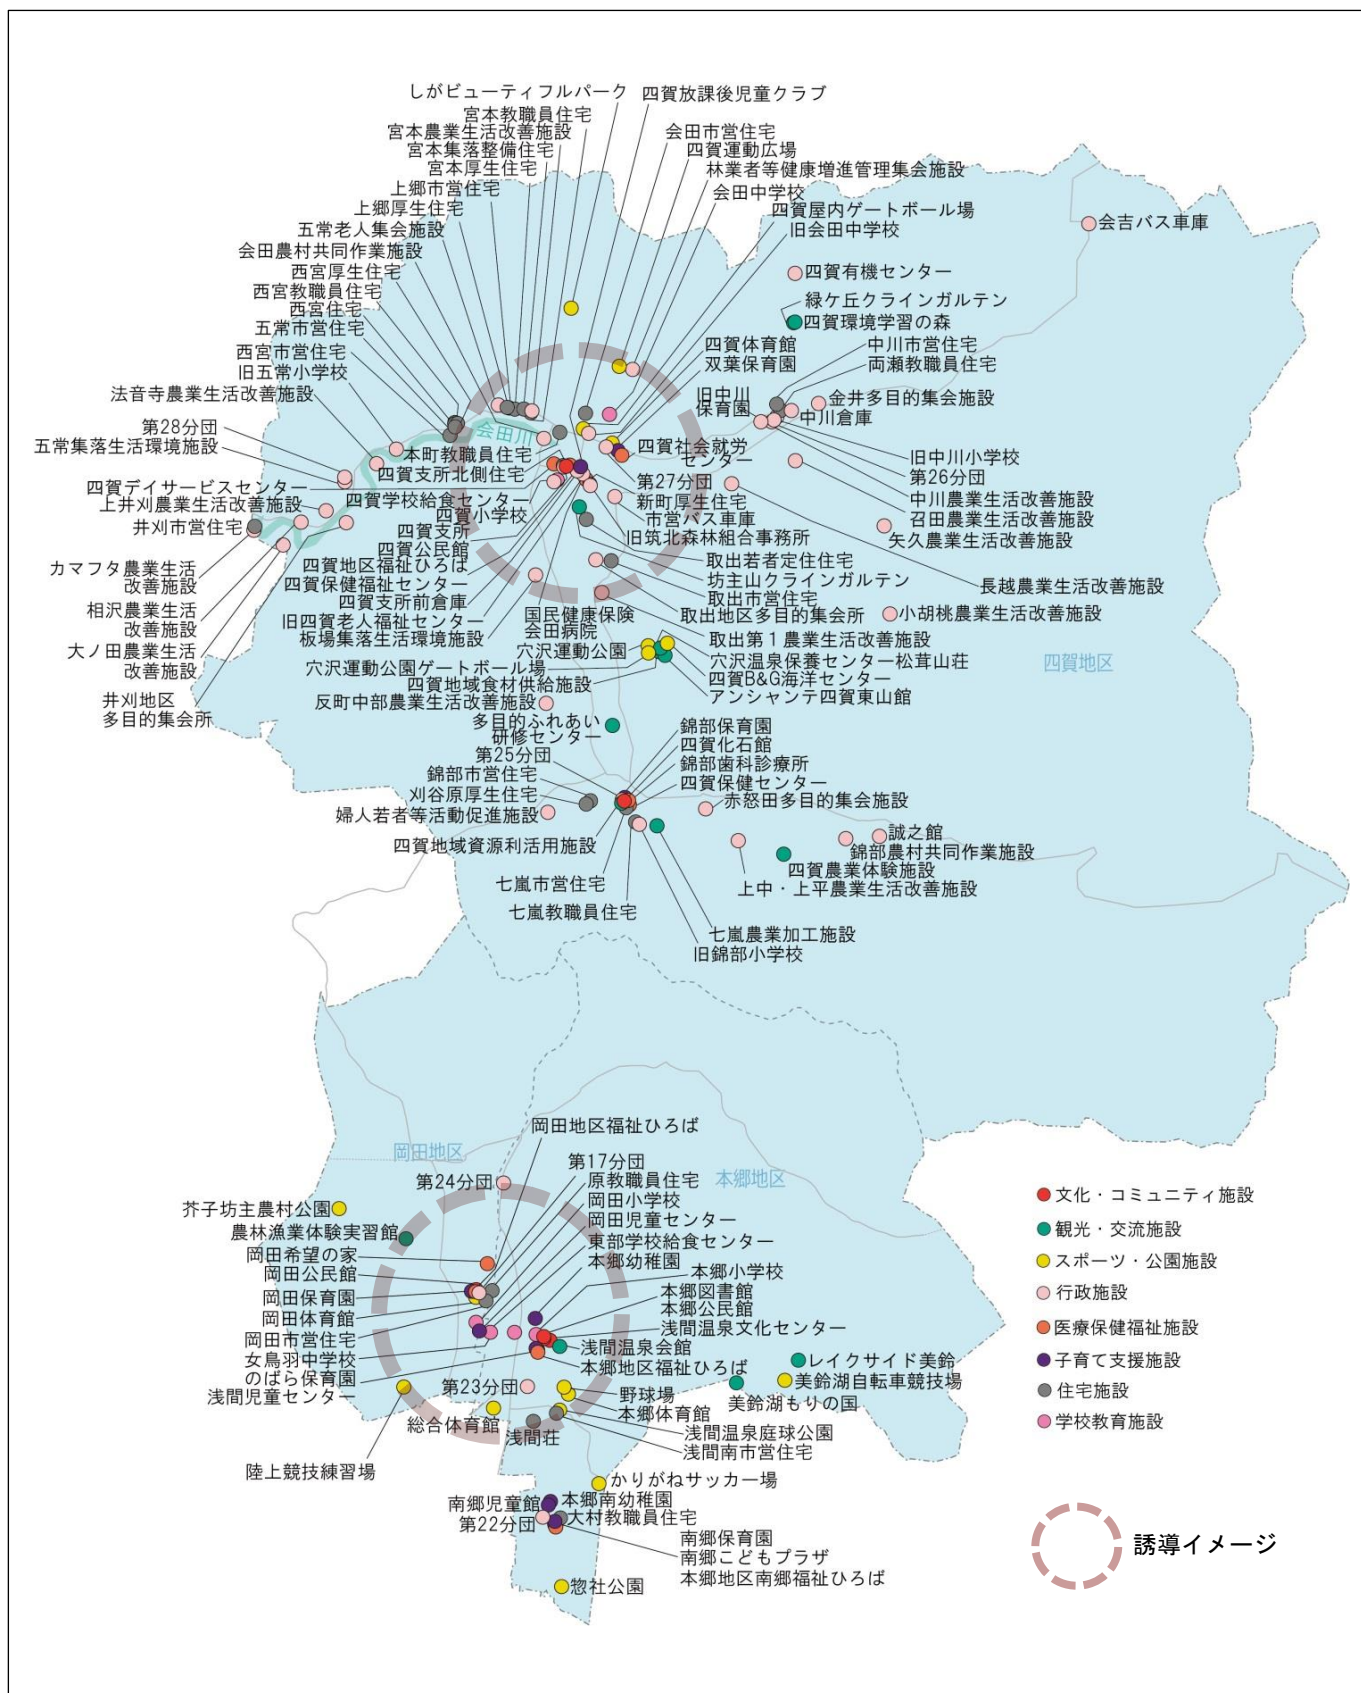 しがビューティフルパーク
四賀放課後児童クラブ
宮本教職員住宅
宮本農業生活改善施設
会田市営住宅
宮本集落整備住宅
四賀運動広場
宮本厚生住宅
林業者等健康増進管理集会施設
上郷市営住宅
会田中学校
上郷厚生住宅
四賀屋内ゲートボール場
五常老人集会施設
旧会田中学校
会吉バス車庫
会田農村共同作業施設
西宮厚生住宅
四賀有機センター
西宮教職員住宅
緑ケ丘クラインガルテン
西宮住宅
四賀環境学習の森
五常市営住宅
四賀体育館
中川市営住宅
西宮市営住宅
双葉保育園
両瀬教職員住宅
旧五常小学校
旧中川
保育園
金井多目的集会施設
法音寺農業生活改善施設
中川倉庫
第28分団
会田川
五常集落生活環境施設
本町教職員住宅
四賀社会就労
センター
旧中川小学校
四賀支所北側住宅
第26分団
四賀デイサービスセンター
第27分団
上井刈農業生活改善施設
四賀学校給食センター
新町厚生住宅
中川農業生活改善施設
四賀小学校
市営バス車庫
召田農業生活改善施設
井刈市営住宅
四賀支所
旧筑北森林組合事務所
矢久農業生活改善施設
四賀公民館
カマフタ農業生活
改善施設
四賀地区福祉ひろば
取出若者定住住宅
四賀保健福祉センター
坊主山クラインガルテン
長越農業生活改善施設
四賀支所前倉庫
取出市営住宅
相沢農業生活
改善施設
旧四賀老人福祉センター
国民健康保険
会田病院
取出地区多目的集会所
小胡桃農業生活改善施設
板場集落生活環境施設
取出第1農業生活改善施設
大ノ田農業生活
改善施設
穴沢運動公園
穴沢温泉保養センター松茸山荘
四賀地区
穴沢運動公園ゲートボール場
四賀B&G海洋センター
四賀地域食材供給施設
アンシャンテ四賀東山館
井刈地区
多目的集会所
反町中部農業生活改善施設
多目的ふれあい
研修センター
錦部保育園
四賀化石館
第25分団
錦部歯科診療所
錦部市営住宅
四賀保健センター
刈谷原厚生住宅
赤怒田多目的集会施設
婦人若者等活動促進施設
誠之館
四賀地域資源利活用施設
錦部農村共同作業施設
四賀農業体験施設
七嵐市営住宅
上中・上平農業生活改善施設
七嵐教職員住宅
七嵐農業加工施設
旧錦部小学校
岡田地区福祉ひろば
岡田地区
第17分団
本郷地区
第24分団
原教職員住宅
文化・コミュニティ施設
芥子坊主農村公園
岡田小学校
岡田児童センター
観光・交流施設
農林漁業体験実習館
東部学校給食センター
岡田希望の家
本郷幼稚園
スポーツ・公園施設
岡田公民館
本郷小学校
岡田保育園
本郷図書館
行政施設
本郷公民館
岡田体育館
浅間温泉文化センター
医療保健福祉施設
岡田市営住宅
浅間温泉会館
女鳥羽中学校
本郷地区福祉ひろば
レイクサイド美鈴
子育て支援施設
のばら保育園
第23分団
美鈴湖自転車競技場
浅間児童センター
野球場
美鈴湖もりの国
住宅施設
本郷体育館
総合体育館
浅間温泉庭球公園
学校教育施設
浅間荘
浅間南市営住宅
陸上競技練習場
かりがねサッカー場
南郷児童館
本郷南幼稚園
第22分団
大村教職員住宅
南郷保育園
誘導イメージ
南郷こどもプラザ
本郷地区南郷福祉ひろば
惣社公園